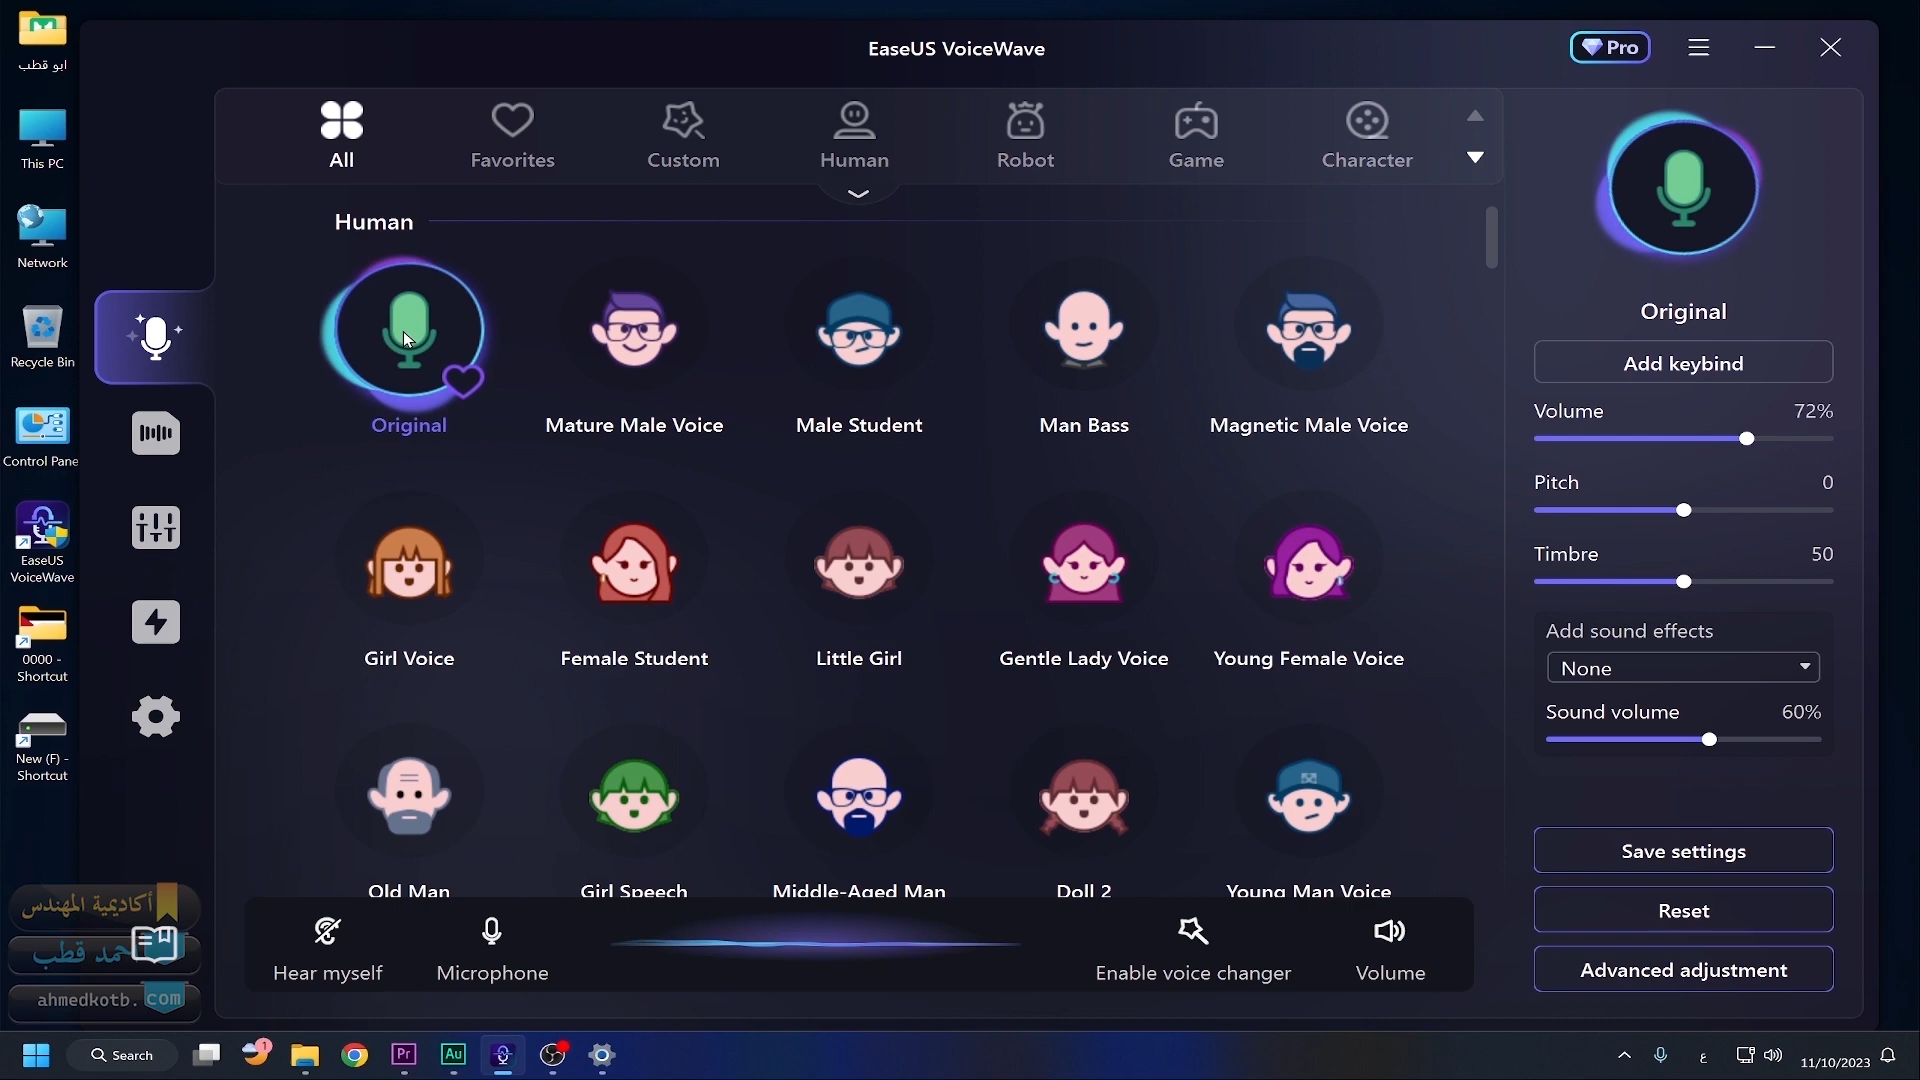 ابو قطب
This PC
Network
Recycle Bin
Control Pane
EaseUS
VoiceWave
0000 -
Shortcut
New (F) -
Shortcut
EaseUS VoiceWave
Pro
All
Favorites
Custom
Human
Robot
Game
Character
Human
Original
Mature Male Voice
Male Student
Man Bass
Magnetic Male Voice
Girl Voice
Female Student
Little Girl
Gentle Lady Voice
Young Female Voice
Old Man
Girl Speech
Middle-Aged Man
Doll 2
Young Man Voice
Hear myself
Microphone
Enable voice changer
Volume
Original
Add keybind
Volume 72%
Pitch 0
Timbre 50
Add sound effects
None
Sound volume 60%
Save settings
Reset
Advanced adjustment
أكاديمية المهندس
قطب
ahmedkotb.com
Search
1
Pr
Au
ع
11/10/2023